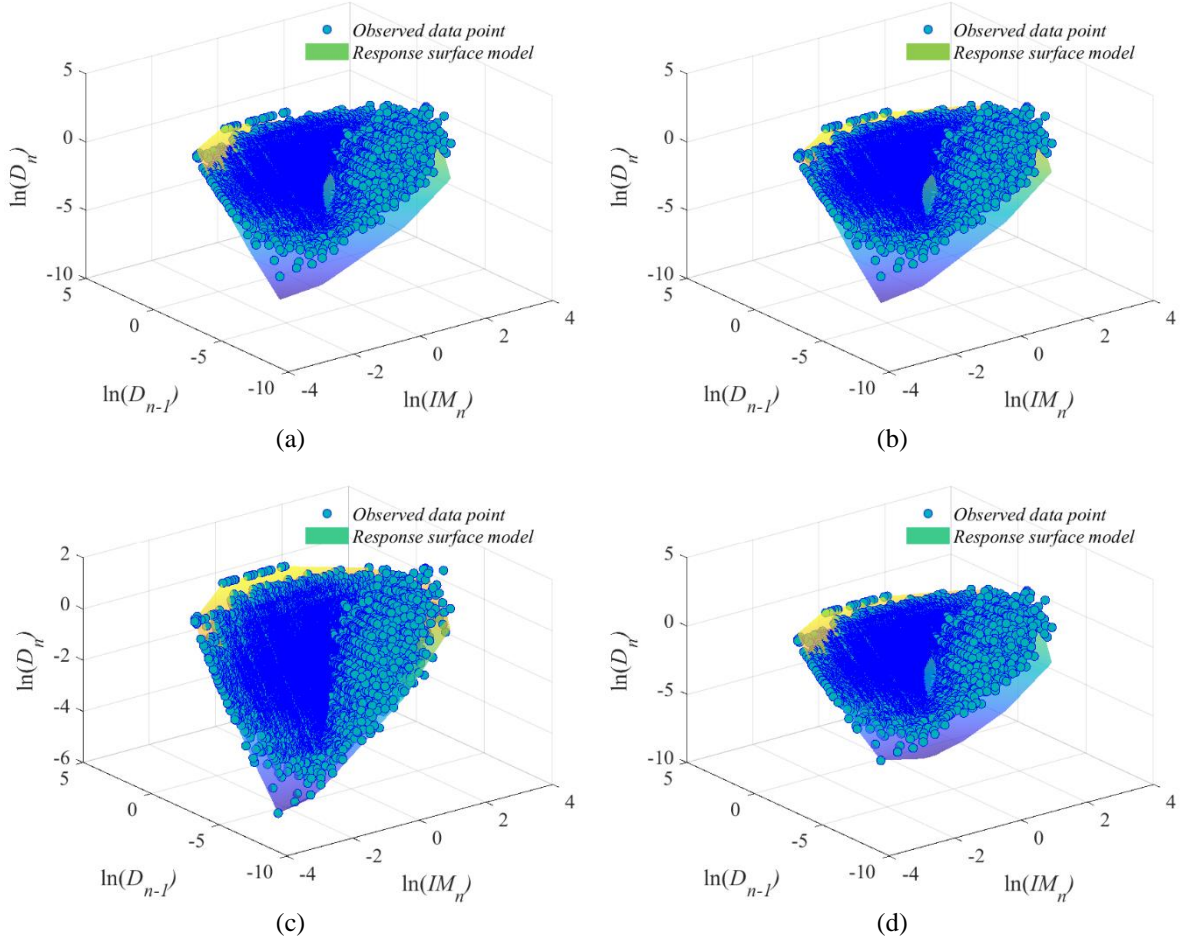 Observed data point
Response surface model
5
0
-5
-10
ln(D_n)
5
0
-5
-10
ln(D_{n-1})
-4
-2
0
2
4
ln(IM_n)
(a)
Observed data point
Response surface model
5
0
-5
-10
ln(D_n)
5
0
-5
-10
ln(D_{n-1})
-4
-2
0
2
4
ln(IM_n)
(b)
Observed data point
Response surface model
2
0
-2
-4
-6
ln(D_n)
5
0
-5
-10
ln(D_{n-1})
-4
-2
0
2
4
ln(IM_n)
(c)
Observed data point
Response surface model
5
0
-5
-10
ln(D_n)
5
0
-5
-10
ln(D_{n-1})
-4
-2
0
2
4
ln(IM_n)
(d)